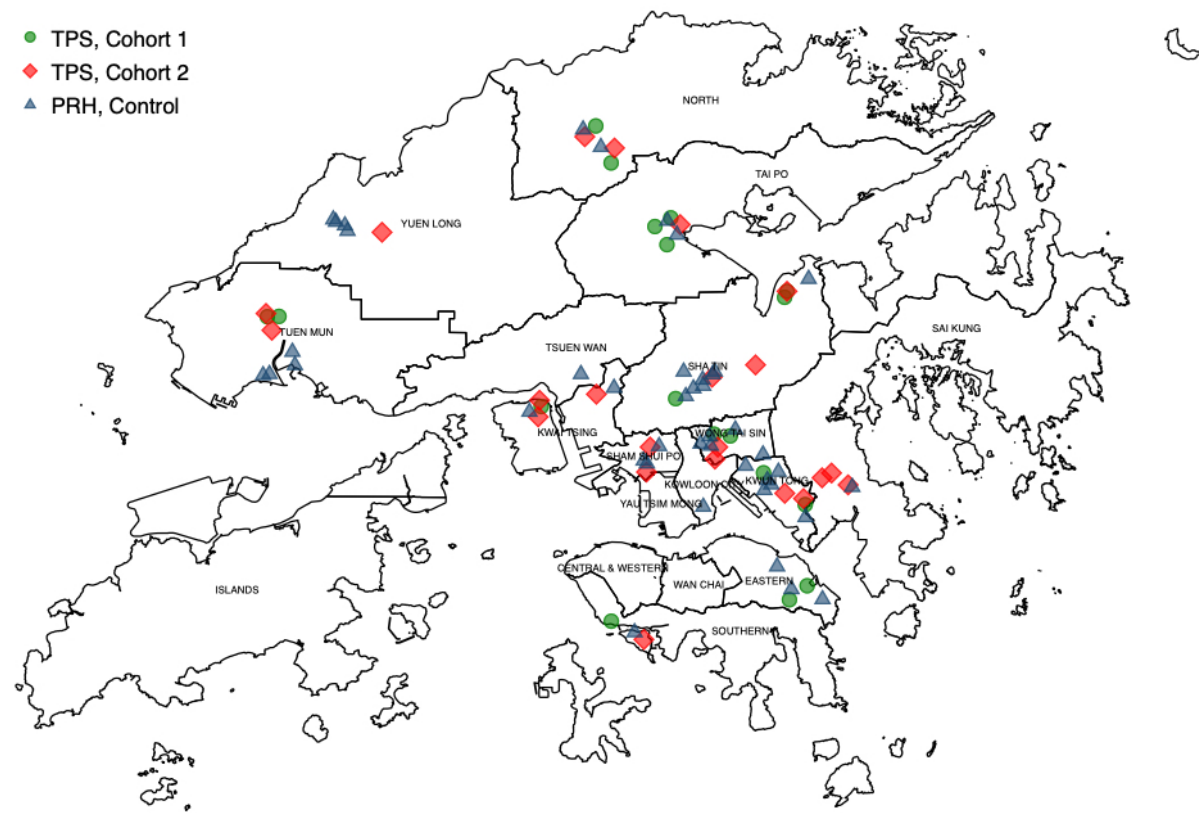 TPS, Cohort 1
TPS, Cohort 2
PRH, Control
NORTH
TAI PO
YUEN LONG
TUEN MUN
TSUEN WAN
SAI KUNG
SHA TIN
KWAI TSING
WONG TAI SIN
SHAM SHUI PO
KOWLOON C
KWUN TONG
YAU TSIM MONG
CENTRAL & WESTERN
WAN CHAI
EASTERN
ISLANDS
SOUTHERN